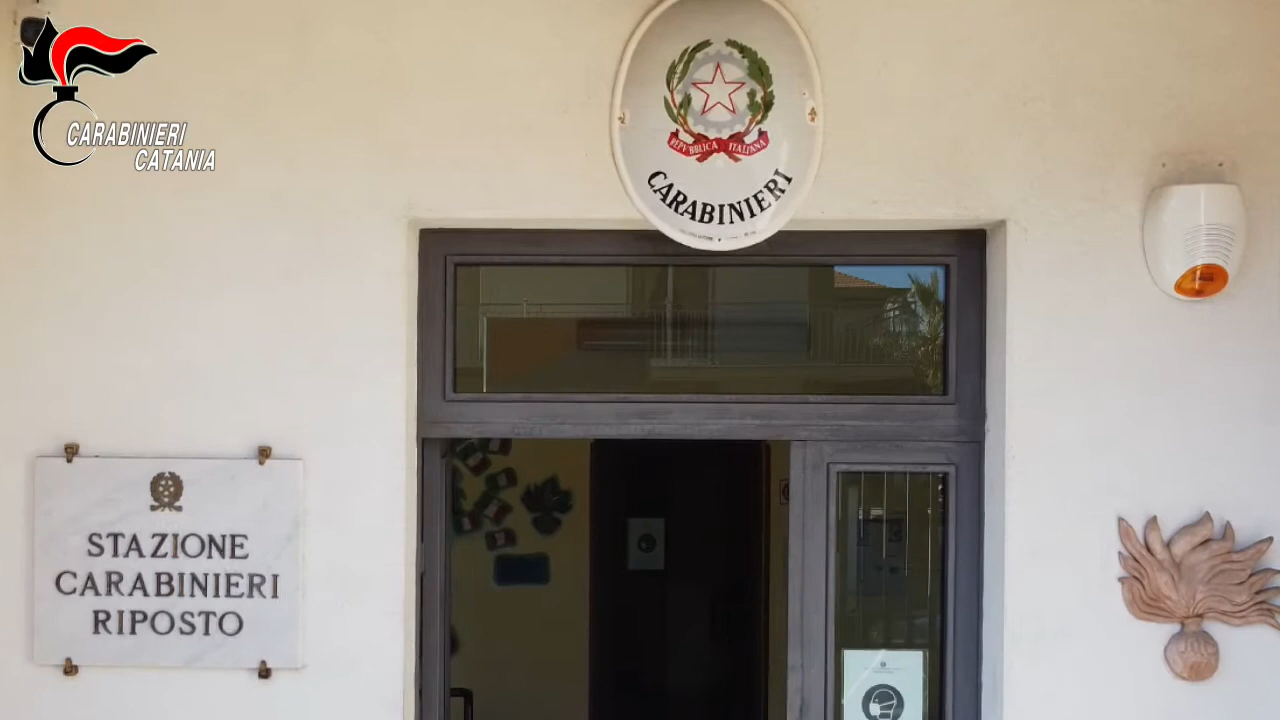 CARABINIERI
CATANIA
REPVBBLICA ITALIANA
CARABINIERI
STAZIONE
CARABINIERI
RIPOSTO